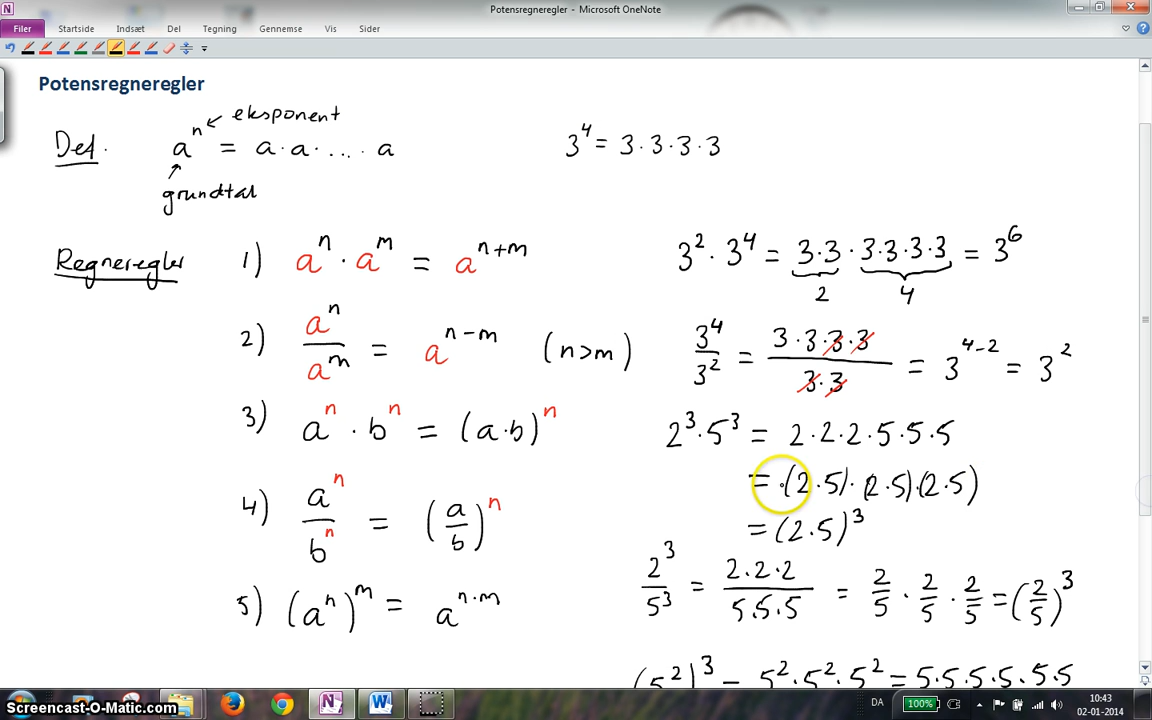 Potensregneregler - Microsoft OneNote
Filer Startside Indsæt Del Tegning Gennemse Vis Sider
Potensregneregler
Def. aⁿ = a·a·…·a ← eksponent
grundtal
3⁴ = 3·3·3·3
Regneregler 1) aⁿ · aᵐ = aⁿ⁺ᵐ
3² · 3⁴ = 3·3 · 3·3·3·3 = 3⁶
2 4
2) aⁿ/aᵐ = aⁿ⁻ᵐ (n>m)
3⁴/3² = 3·3·3·3/3·3 = 3⁴⁻² = 3²
3) aⁿ · bⁿ = (a·b)ⁿ
2³·5³ = 2·2·2·5·5·5
= ·(2·5)·(2·5)·(2·5)
= (2·5)³
4) aⁿ/bⁿ = (a/b)ⁿ
2³/5³ = 2·2·2/5·5·5 = 2/5 · 2/5 · 2/5 = (2/5)³
5) (aⁿ)ᵐ = aⁿ·ᵐ
(5²)³ = 5²·5²·5² = 5·5·5·5·5·5
Screencast-O-Matic.com
DA 100% 10:43
02-01-2014